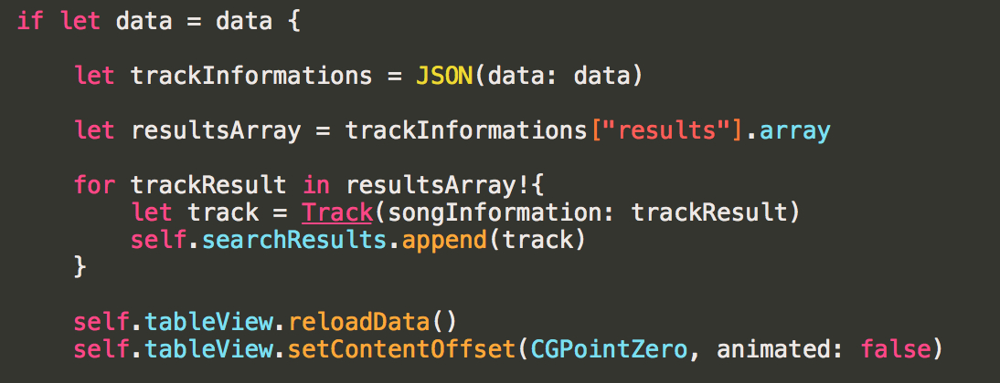 if let data = data {
let trackInformations = JSON(data: data)
let resultsArray = trackInformations["results"].array
for trackResult in resultsArray!{
let track = Track(songInformation: trackResult)
self.searchResults.append(track)
}
self.tableView.reloadData()
self.tableView.setContentOffset(CGPointZero, animated: false)